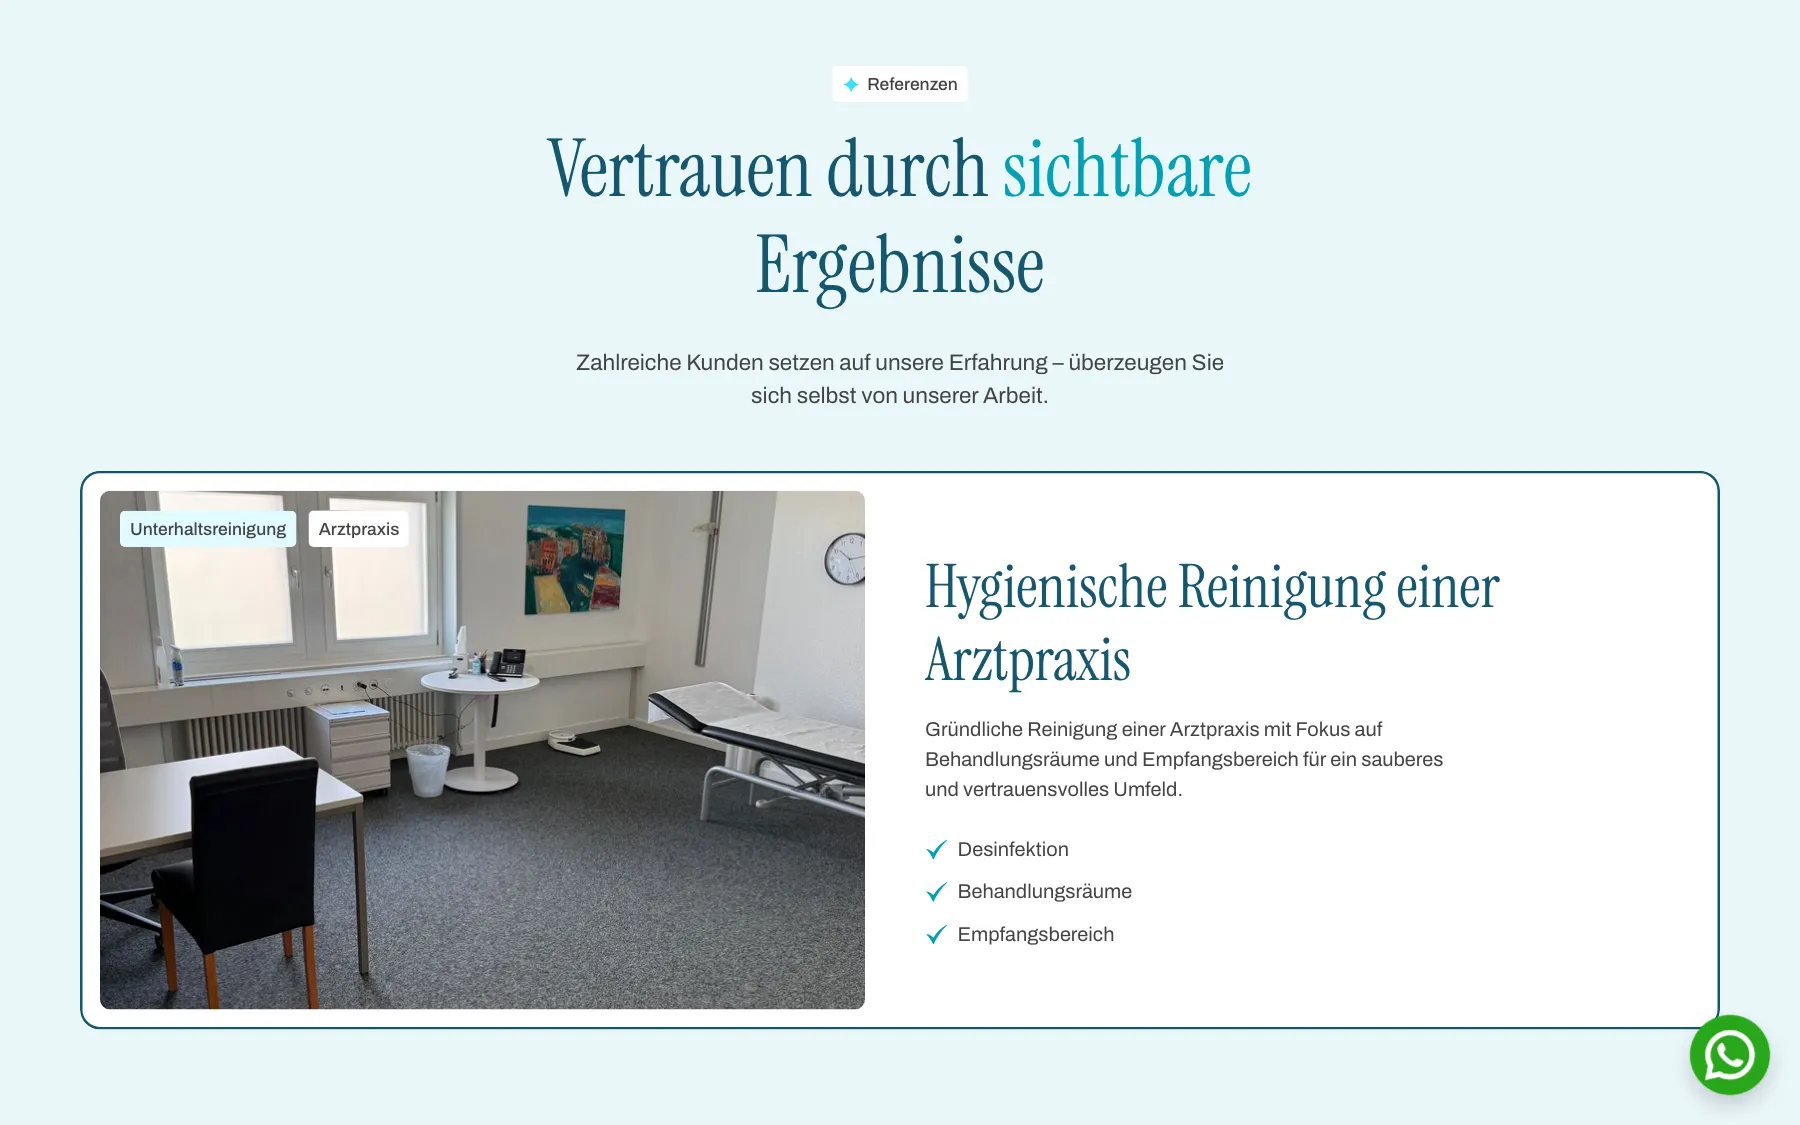 Referenzen
Vertrauen durch sichtbare
Ergebnisse
Zahlreiche Kunden setzen auf unsere Erfahrung – überzeugen Sie
sich selbst von unserer Arbeit.
Unterhaltsreinigung
Arztpraxis
Hygienische Reinigung einer
Arztpraxis
Gründliche Reinigung einer Arztpraxis mit Fokus auf
Behandlungsräume und Empfangsbereich für ein sauberes
und vertrauensvolles Umfeld.
Desinfektion
Behandlungsräume
Empfangsbereich